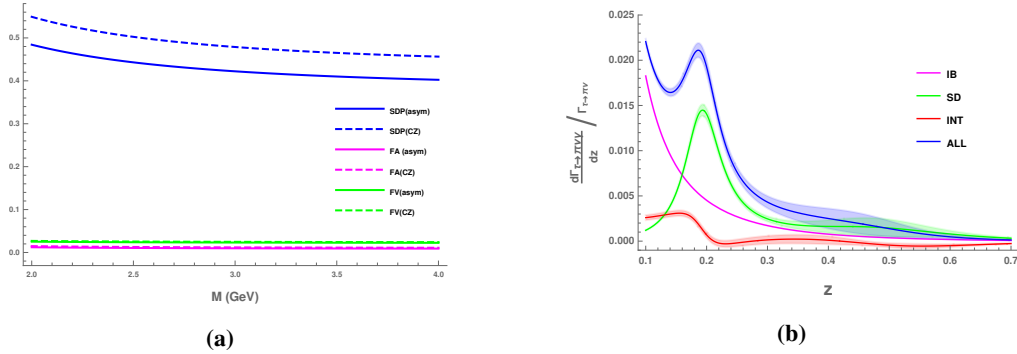 0.5
0.4
0.3
0.2
0.1
0.0
2.0 2.5 3.0 3.5 4.0
M (GeV)
SDP(asym)
SDP(CZ)
FA (asym)
FA(CZ)
FV(asym)
FV(CZ)
(a)
dΓτ→πνγ / dz / Γτ→πν
0.025
0.020
0.015
0.010
0.005
0.000
0.1 0.2 0.3 0.4 0.5 0.6 0.7
z
IB
SD
INT
ALL
(b)